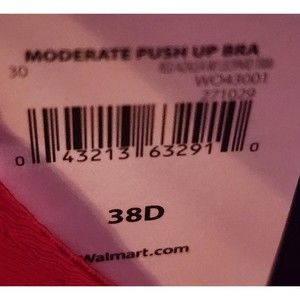 MODERATE PUSH UP BRA
30
WO43001
271029
0 43213 63291 0
38D
Walmart.com